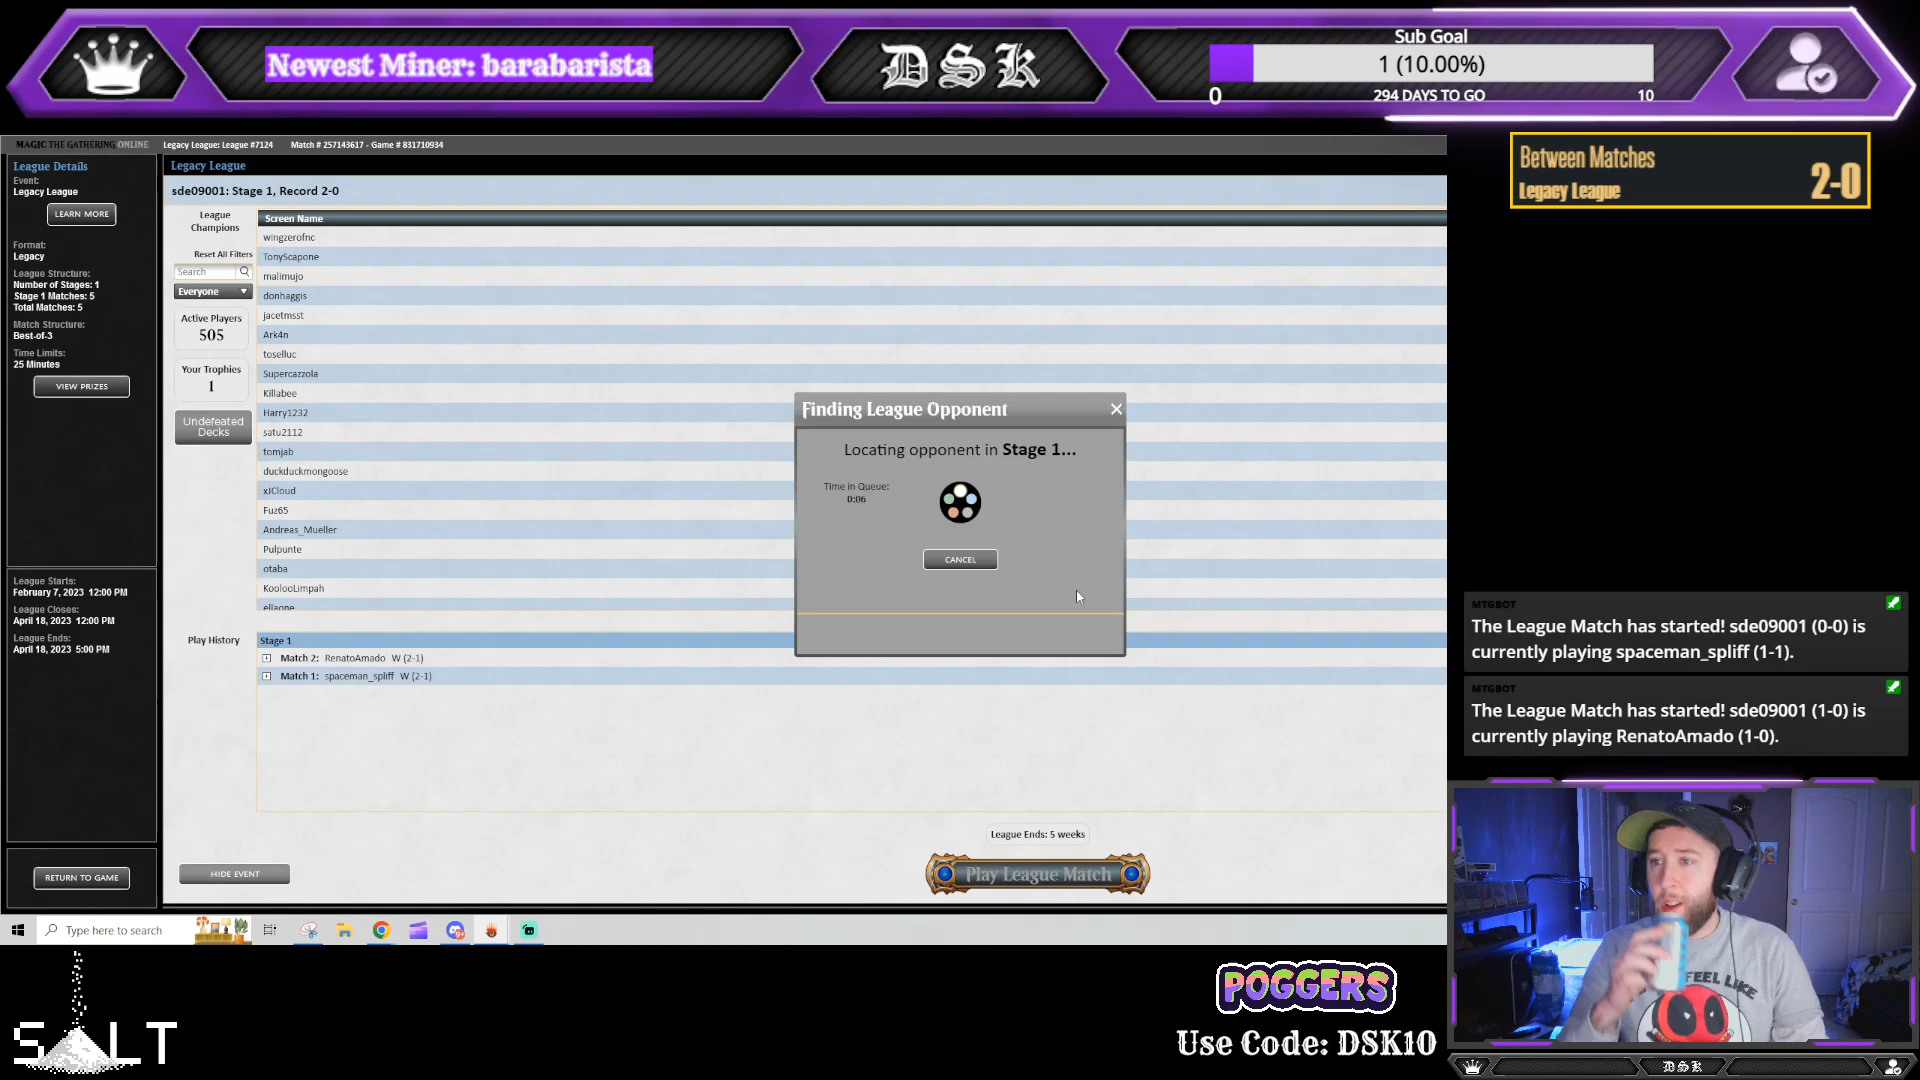 Newest Miner: barabarista
DSK
Sub Goal
1 (10.00%)
0
294 DAYS TO GO
10
MAGIC THE GATHERING ONLINE
Legacy League: League #7124
Match # 257143617 - Game # 831710934
Between Matches
Legacy League
2-0
League Details
Event:
Legacy League
LEARN MORE
Format:
Legacy
League Structure:
Number of Stages: 1
Stage 1 Matches: 5
Total Matches: 5
Match Structure:
Best-of-3
Time Limits:
25 Minutes
VIEW PRIZES
League Starts:
February 7, 2023 12:00 PM
League Closes:
April 18, 2023 12:00 PM
League Ends:
April 18, 2023 5:00 PM
RETURN TO GAME
Legacy League
sde09001: Stage 1, Record 2-0
League
Champions
Reset All Filters
Search
Everyone
Active Players
505
Your Trophies
1
Undefeated
Decks
Screen Name
wingzerofnc
TonyScapone
malimujo
donhaggis
jacetmsst
Ark4n
toselluc
Supercazzola
Killabee
Harry1232
satu2112
tomjab
duckduckmongoose
xJCloud
Fuz65
Andreas_Mueller
Pulpunte
otaba
KoolooLimpah
ellaone
Finding League Opponent
Locating opponent in Stage 1...
Time in Queue:
0:06
CANCEL
Play History
Stage 1
Match 2: RenatoAmado W (2-1)
Match 1: spaceman_spliff W (2-1)
League Ends: 5 weeks
HIDE EVENT
Play League Match
MTGBOT
The League Match has started! sde09001 (0-0) is
currently playing spaceman_spliff (1-1).
MTGBOT
The League Match has started! sde09001 (1-0) is
currently playing RenatoAmado (1-0).
Type here to search
SALT
POGGERS
Use Code: DSK10
FEEL LIKE
DSK